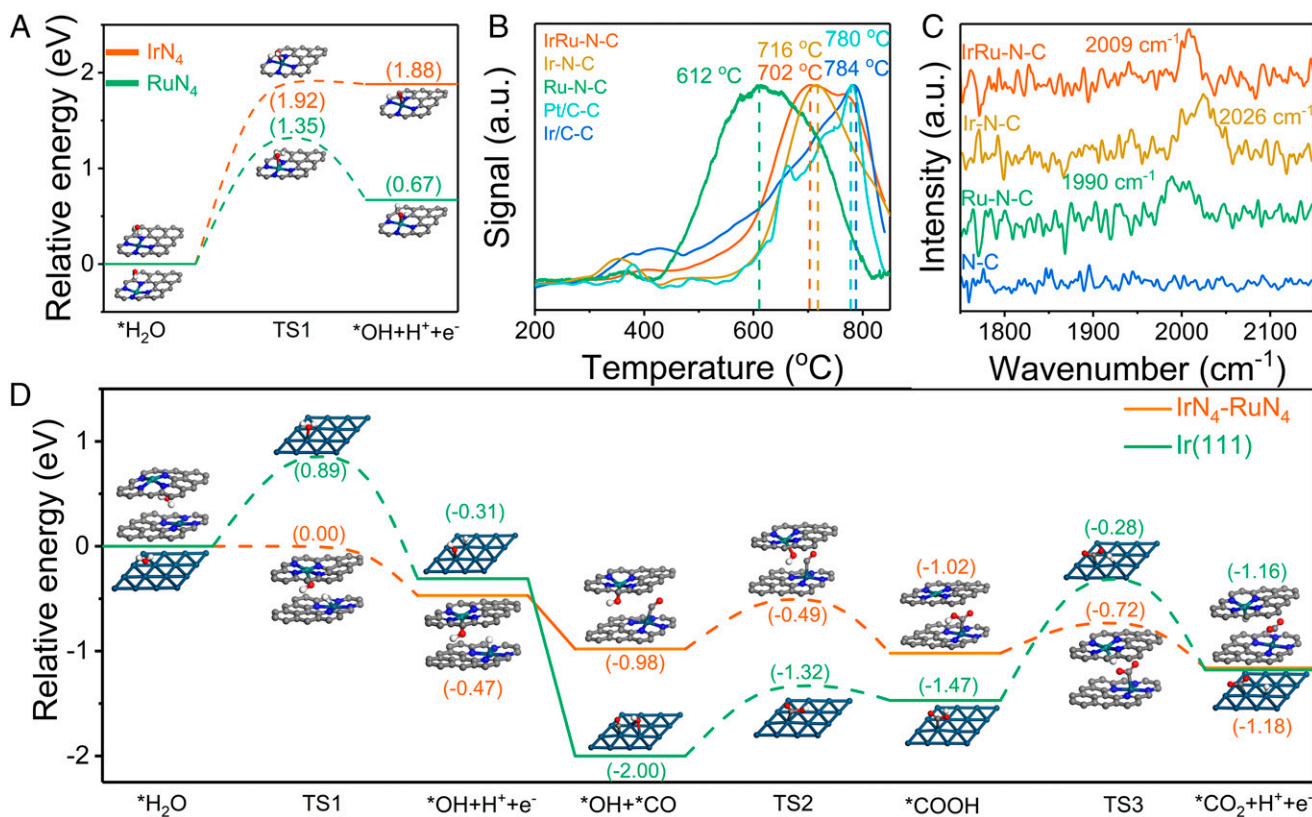 A
IrN₄
RuN₄
Relative energy (eV)
2
1
0
(1.88)
(1.92)
(1.35)
(0.67)
*H₂O
TS1
*OH+H⁺+e⁻
B
IrRu-N-C
Ir-N-C
Ru-N-C
Pt/C-C
Ir/C-C
612 °C
716 °C
702 °C
780 °C
784 °C
Signal (a.u.)
200
400
600
800
Temperature (°C)
C
IrRu-N-C
2009 cm⁻¹
Ir-N-C
2026 cm⁻¹
Ru-N-C
1990 cm⁻¹
N-C
Intensity (a.u.)
1800
1900
2000
2100
Wavenumber (cm⁻¹)
D
IrN₄-RuN₄
Ir(111)
Relative energy (eV)
1
0
-1
-2
(0.89)
(0.00)
(-0.31)
(-0.47)
(-0.98)
(-2.00)
(-0.49)
(-1.32)
(-1.02)
(-1.47)
(-0.28)
(-0.72)
(-1.16)
(-1.18)
*H₂O
TS1
*OH+H⁺+e⁻
*OH+*CO
TS2
*COOH
TS3
*CO₂+H⁺+e⁻